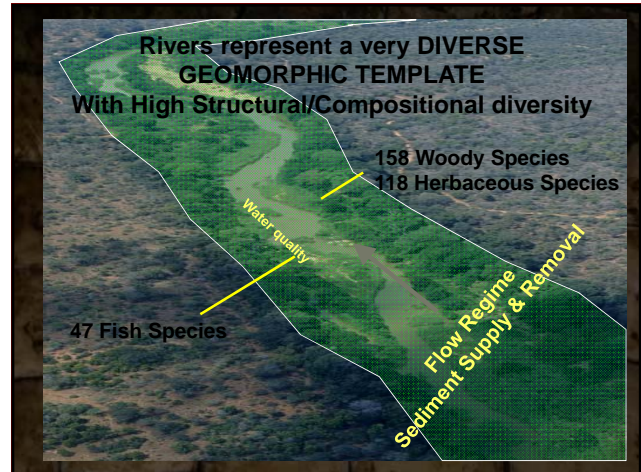 Rivers represent a very DIVERSE
GEOMORPHIC TEMPLATE
With High Structural/Compositional diversity
158 Woody Species
118 Herbaceous Species
Water quality
47 Fish Species
Flow Regime
Sediment Supply & Removal